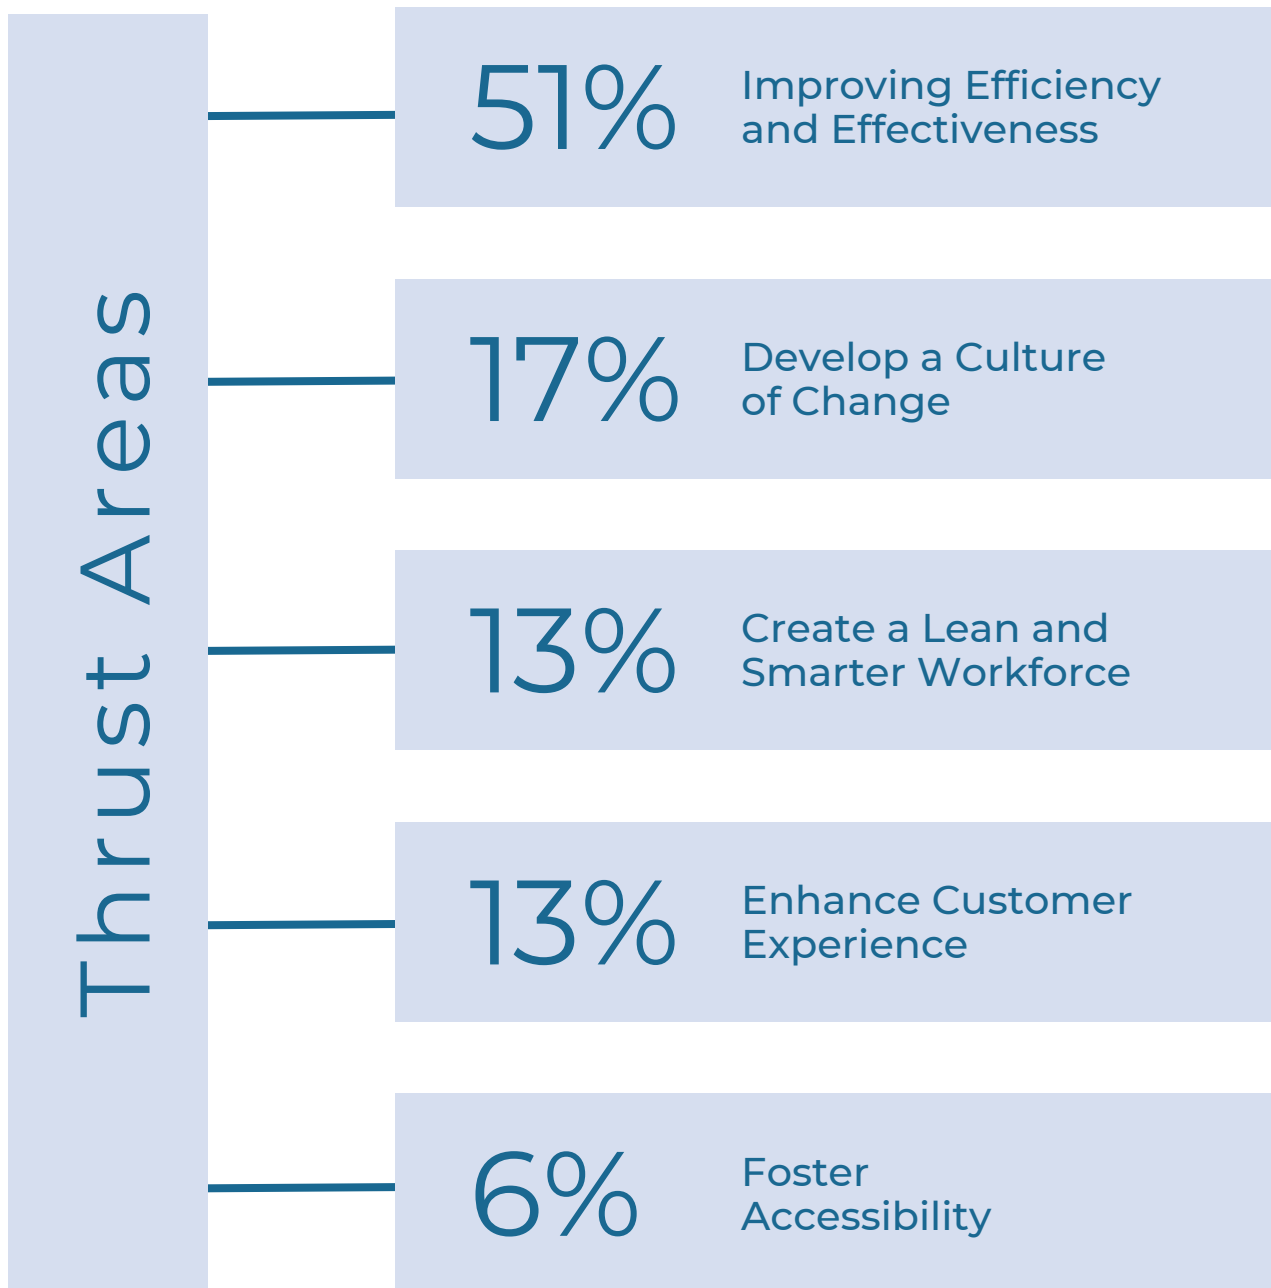 Thrust Areas
51%
Improving Efficiency
and Effectiveness
17%
Develop a Culture
of Change
13%
Create a Lean and
Smarter Workforce
13%
Enhance Customer
Experience
6%
Foster
Accessibility